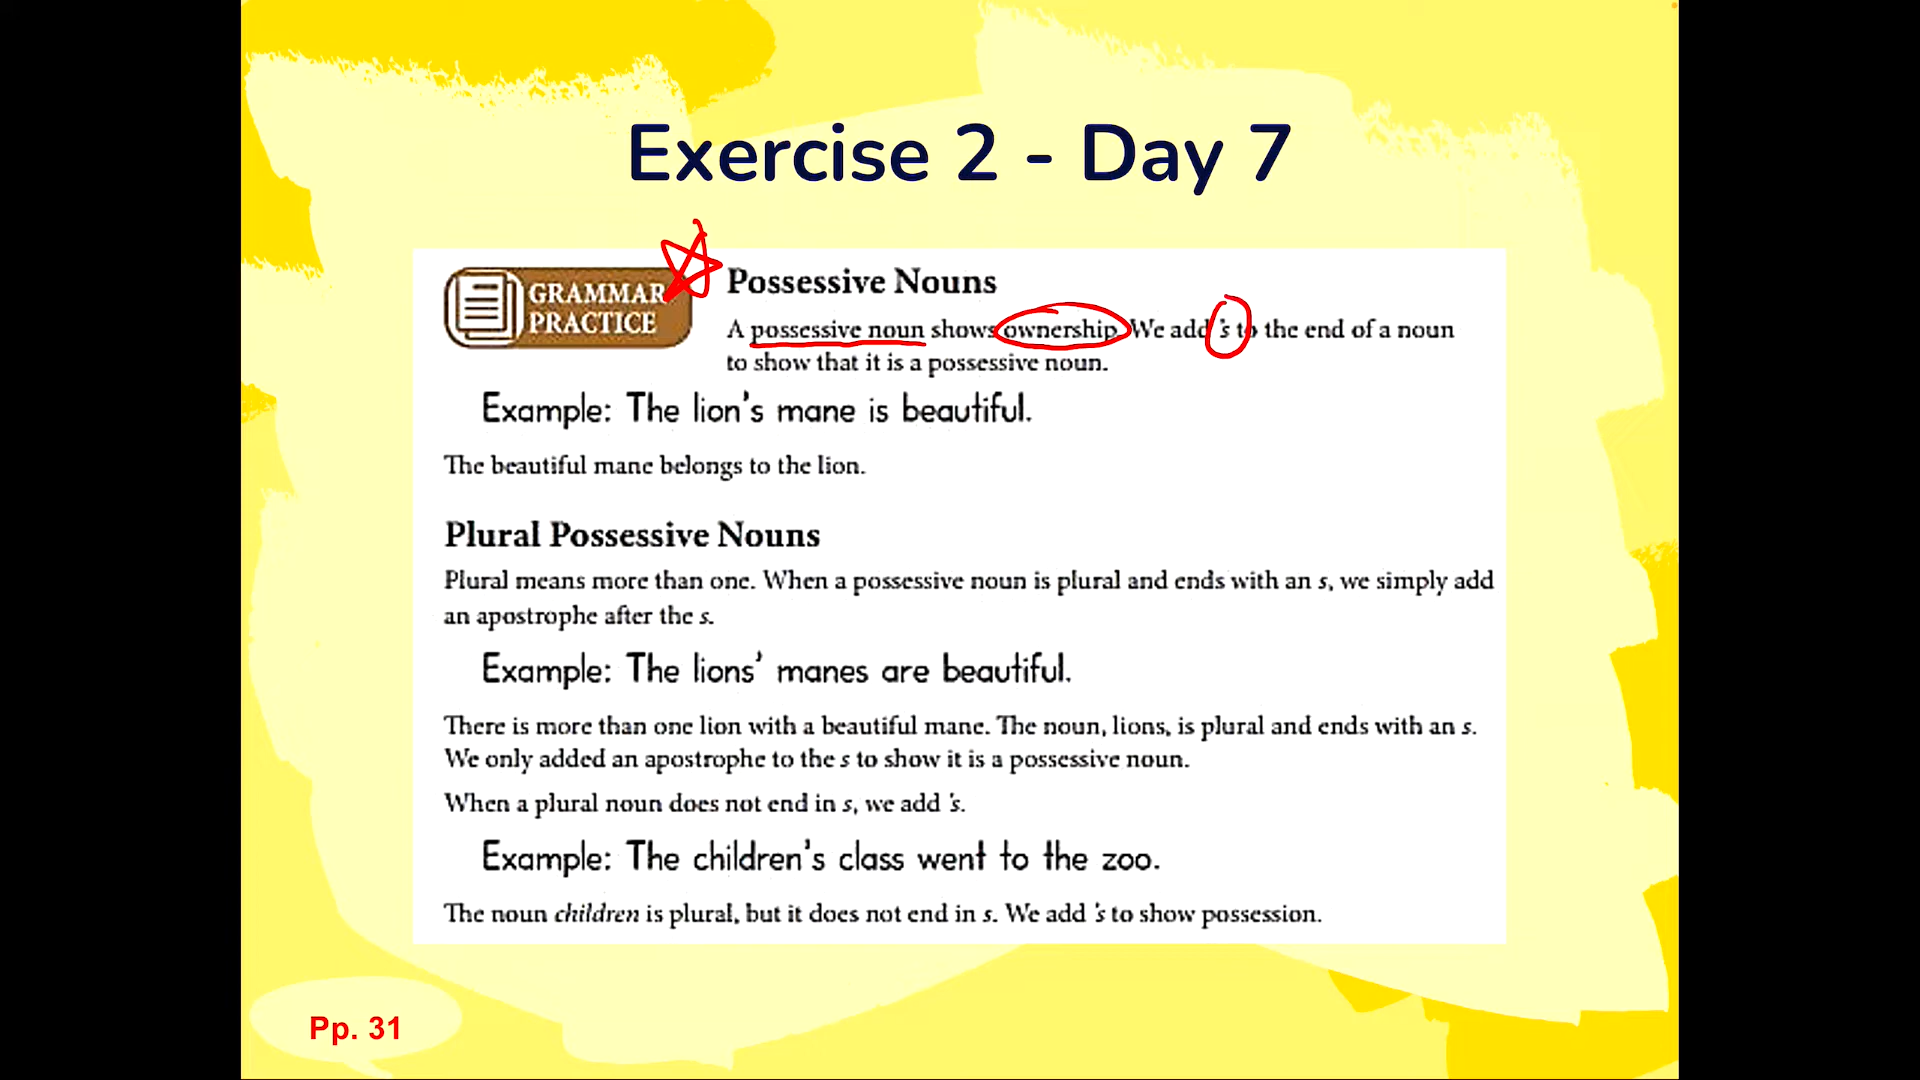 Exercise 2 - Day 7
GRAMMAR
PRACTICE
Possessive Nouns
A possessive noun shows ownership. We add 's to the end of a noun
to show that it is a possessive noun.
Example: The lion's mane is beautiful.
The beautiful mane belongs to the lion.
Plural Possessive Nouns
Plural means more than one. When a possessive noun is plural and ends with an s, we simply add
an apostrophe after the s.
Example: The lions' manes are beautiful.
There is more than one lion with a beautiful mane. The noun, lions, is plural and ends with an s.
We only added an apostrophe to the s to show it is a possessive noun.
When a plural noun does not end in s, we add 's.
Example: The children's class went to the zoo.
The noun children is plural, but it does not end in s. We add 's to show possession.
Pp. 31